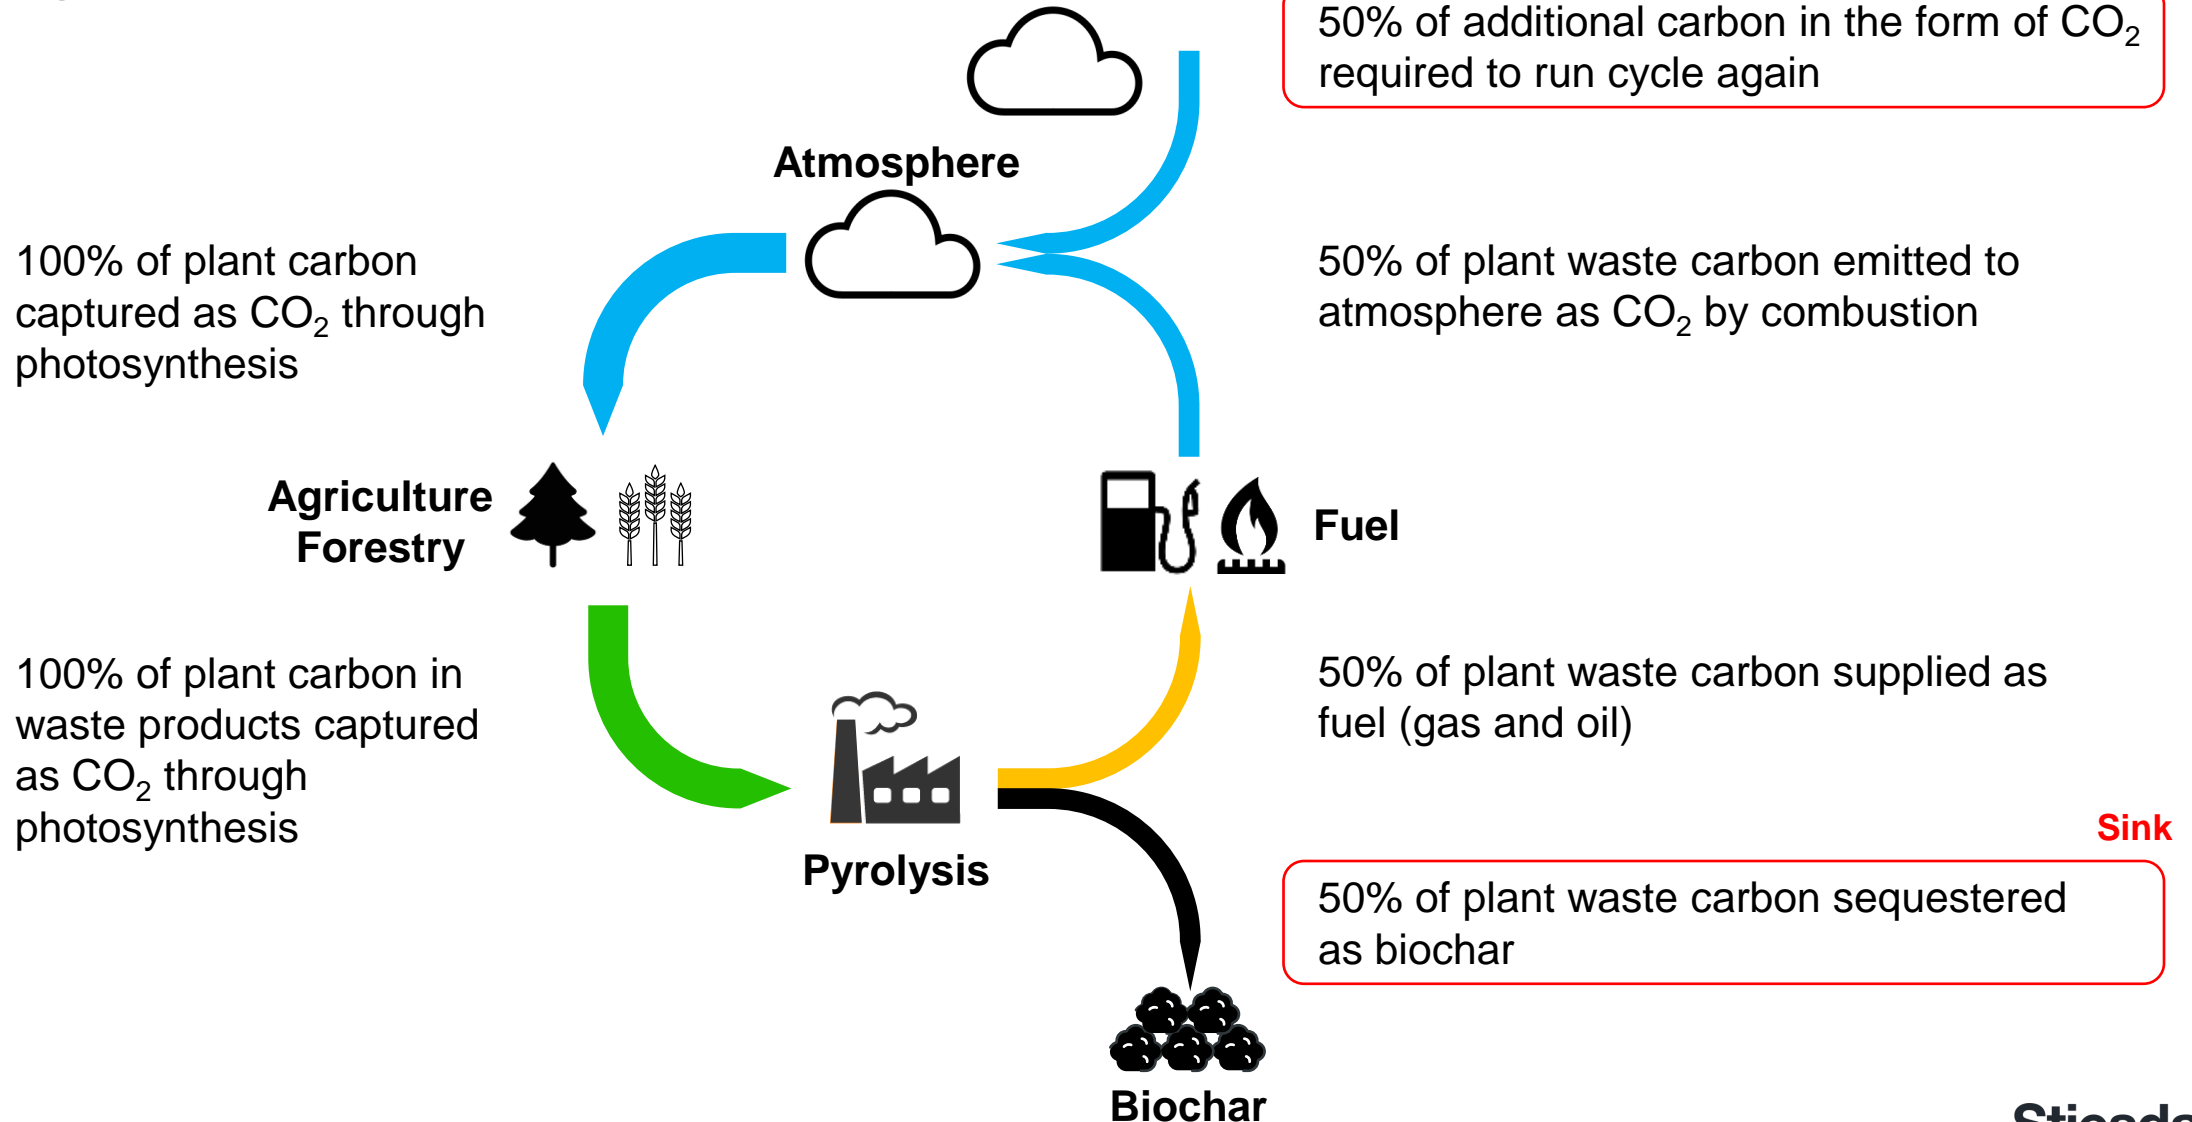 50% of additional carbon in the form of CO₂
required to run cycle again
Atmosphere
100% of plant carbon
captured as CO₂ through
photosynthesis
50% of plant waste carbon emitted to
atmosphere as CO₂ by combustion
Agriculture
Forestry
Fuel
100% of plant carbon in
waste products captured
as CO₂ through
photosynthesis
50% of plant waste carbon supplied as
fuel (gas and oil)
Pyrolysis
Sink
50% of plant waste carbon sequestered
as biochar
Biochar